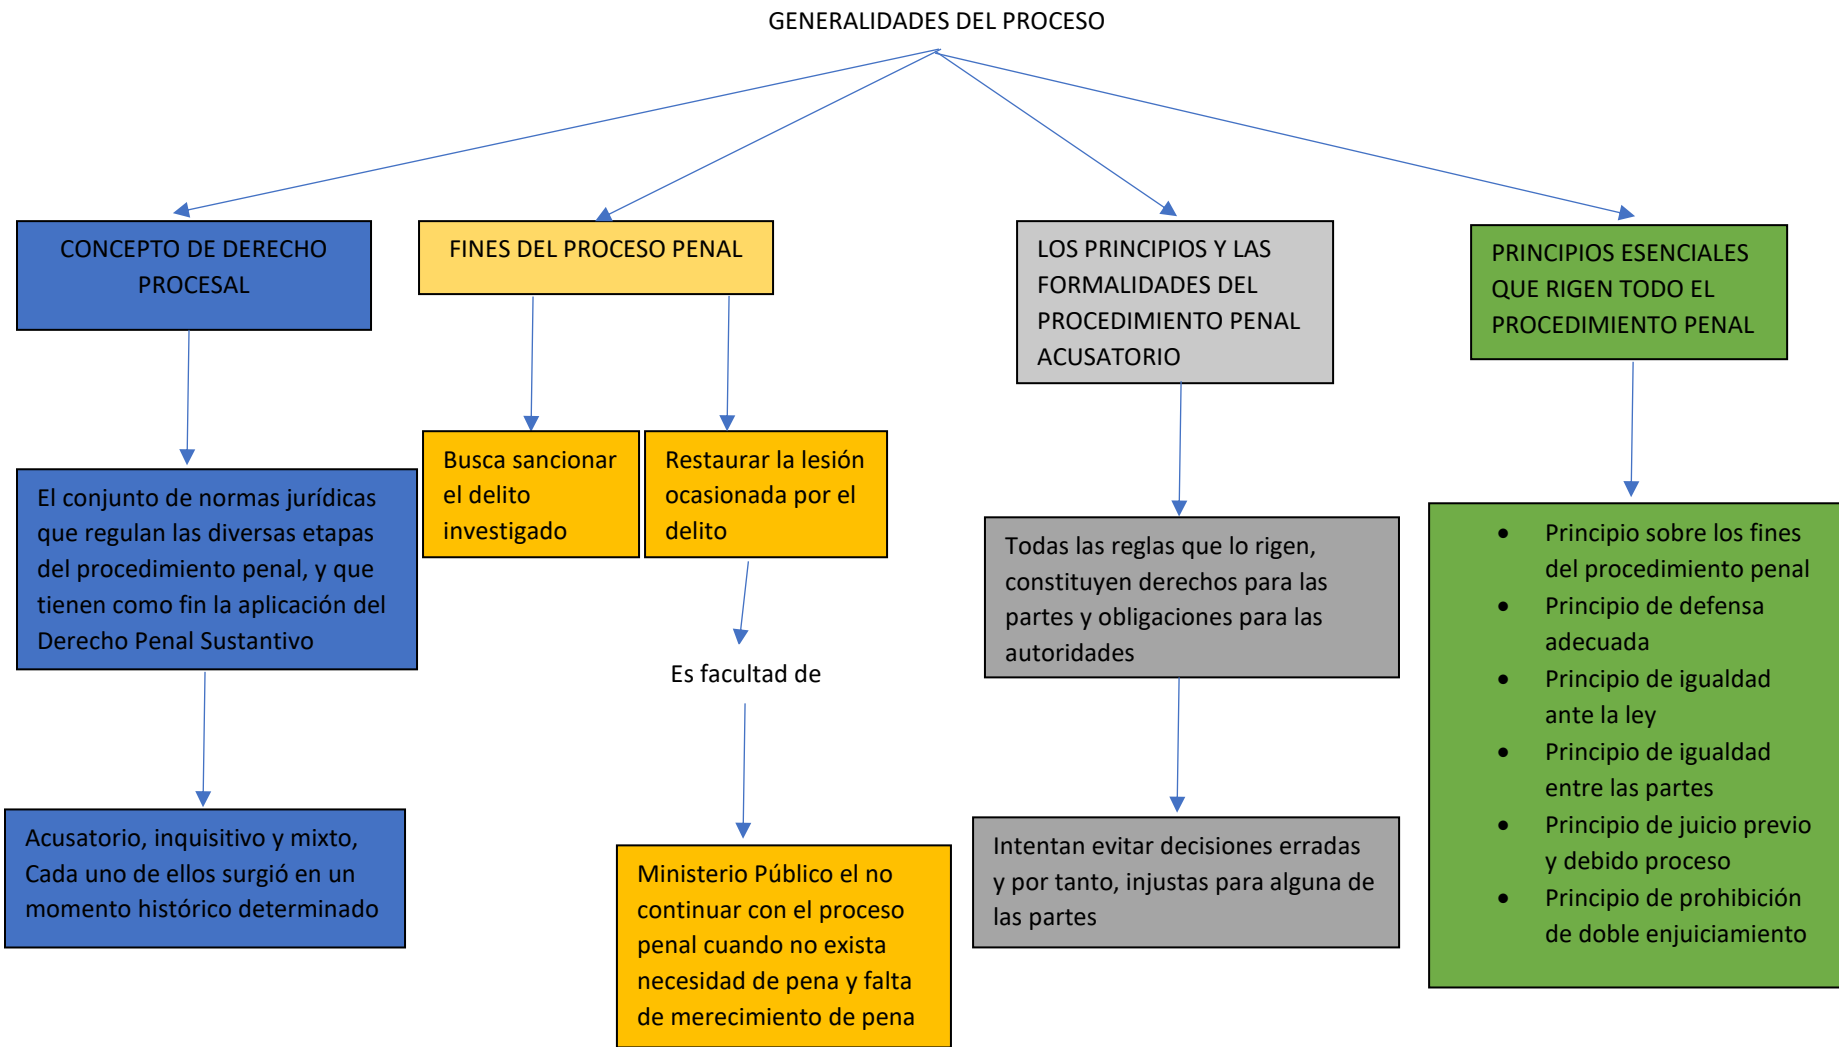 GENERALIDADES DEL PROCESO
CONCEPTO DE DERECHO
PROCESAL
El conjunto de normas jurídicas
que regulan las diversas etapas
del procedimiento penal, y que
tienen como fin la aplicación del
Derecho Penal Sustantivo
Acusatorio, inquisitivo y mixto,
Cada uno de ellos surgió en un
momento histórico determinado
FINES DEL PROCESO PENAL
Busca sancionar
el delito
investigado
Restaurar la lesión
ocasionada por el
delito
Es facultad de
Ministerio Público el no
continuar con el proceso
penal cuando no exista
necesidad de pena y falta
de merecimiento de pena
LOS PRINCIPIOS Y LAS
FORMALIDADES DEL
PROCEDIMIENTO PENAL
ACUSATORIO
Todas las reglas que lo rigen,
constituyen derechos para las
partes y obligaciones para las
autoridades
Intentan evitar decisiones erradas
y por tanto, injustas para alguna de
las partes
PRINCIPIOS ESENCIALES
QUE RIGEN TODO EL
PROCEDIMIENTO PENAL
• Principio sobre los fines
del procedimiento penal
• Principio de defensa
adecuada
• Principio de igualdad
ante la ley
• Principio de igualdad
entre las partes
• Principio de juicio previo
y debido proceso
• Principio de prohibición
de doble enjuiciamiento